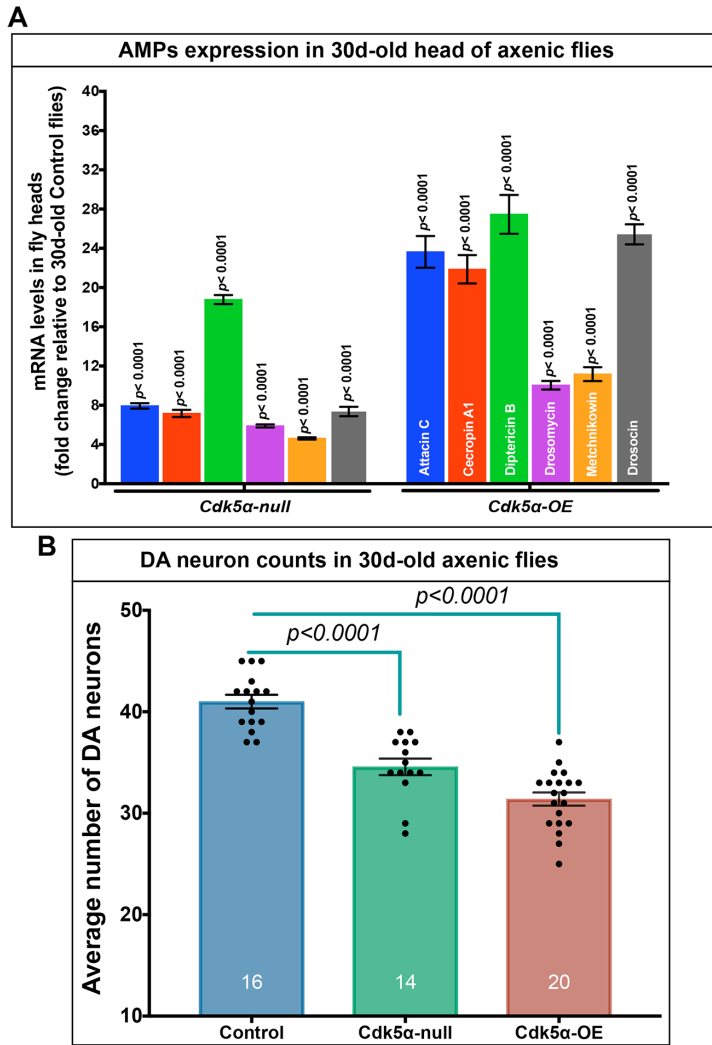 A
AMPs expression in 30d-old head of axenic flies
mRNA levels in fly heads
(fold change relative to 30d-old Control flies)
40
36
32
28
24
20
16
12
8
4
0
p< 0.0001
p< 0.0001
p< 0.0001
p< 0.0001
p< 0.0001
p< 0.0001
p< 0.0001
p< 0.0001
p< 0.0001
p< 0.0001
p< 0.0001
p< 0.0001
Attacin C
Cecropin A1
Diptericin B
Drosomycin
Metchnikowin
Drosocin
Cdk5α-null
Cdk5α-OE
B
DA neuron counts in 30d-old axenic flies
Average number of DA neurons
50
40
30
20
10
p<0.0001
p<0.0001
16
14
20
Control
Cdk5α-null
Cdk5α-OE